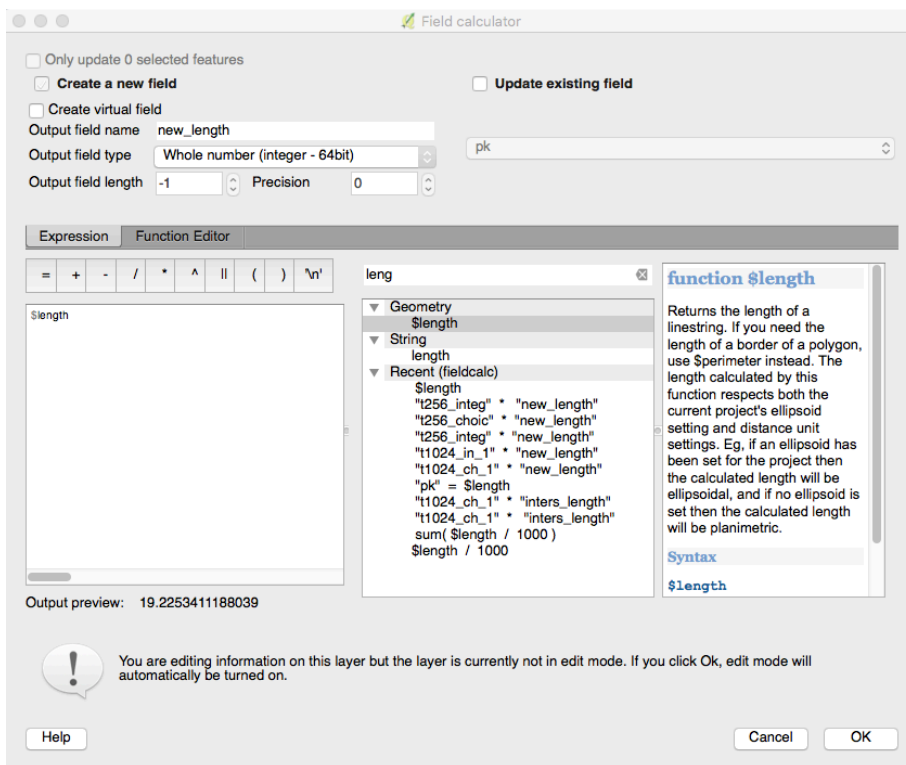 Field calculator
Only update 0 selected features
Create a new field
Update existing field
Create virtual field
Output field name new_length
Output field type Whole number (integer - 64bit)
pk
Output field length -1 Precision 0
Expression Function Editor
= + - / * ^ || ( ) '\n'
leng
$length
Geometry
$length
String
length
Recent (fieldcalc)
$length
"t256_integ" * "new_length"
"t256_choic" * "new_length"
"t256_integ" * "new_length"
"t1024_in_1" * "new_length"
"t1024_ch_1" * "new_length"
"pk" = $length
"t1024_ch_1" * "inters_length"
"t1024_ch_1" * "inters_length"
sum( $length / 1000 )
$length / 1000
function $length
Returns the length of a
linestring. If you need the
length of a border of a polygon,
use $perimeter instead. The
length calculated by this
function respects both the
current project's ellipsoid
setting and distance unit
settings. Eg, if an ellipsoid has
been set for the project then
the calculated length will be
ellipsoidal, and if no ellipsoid is
set then the calculated length
will be planimetric.
Syntax
$length
Output preview: 19.2253411188039
You are editing information on this layer but the layer is currently not in edit mode. If you click Ok, edit mode will
automatically be turned on.
Help
Cancel
OK